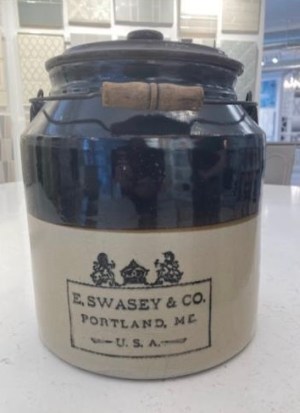 E. SWASEY & CO.
PORTLAND, ME.
U. S. A.